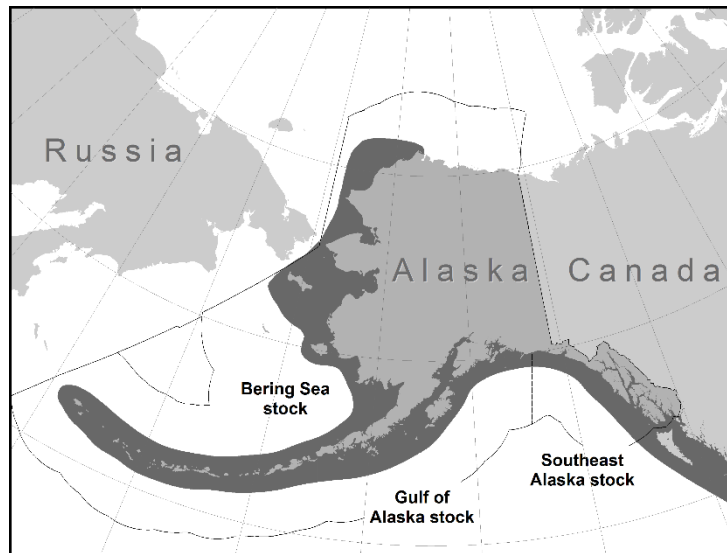 Russia
Alaska
Canada
Bering Sea
stock
Southeast
Alaska stock
Gulf of
Alaska stock